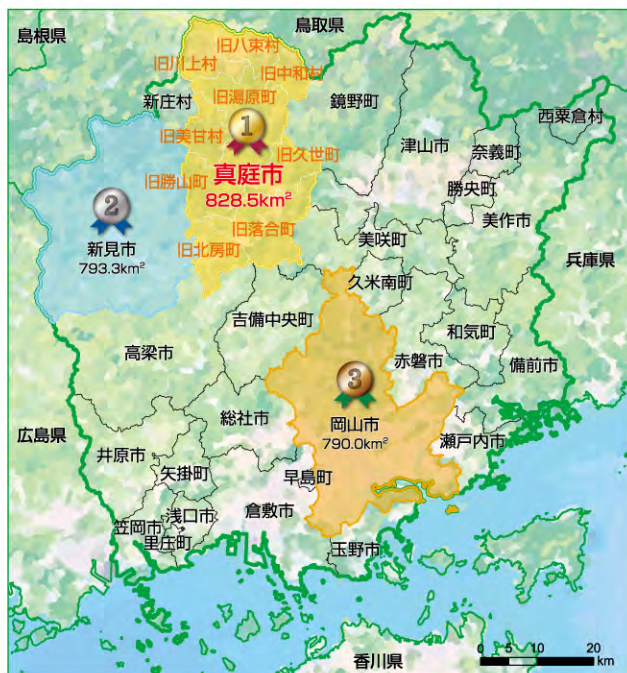 島根県
鳥取県
旧八束村
旧川上村
旧中和村
新庄村
旧湯原町
鏡野町
西粟倉村
1
旧美甘村
津山市
奈義町
旧久世町
旧勝山町
真庭市
勝央町
828.5km²
2
美作市
新見市
旧落合町
美咲町
793.3km²
旧北房町
兵庫県
久米南町
吉備中央町
和気町
高梁市
赤磐市
備前市
3
総社市
岡山市
790.0km²
瀬戸内市
広島県
井原市
矢掛町
早島町
倉敷市
浅口市
笠岡市
里庄町
玉野市
香川県
0 5 10 20
km